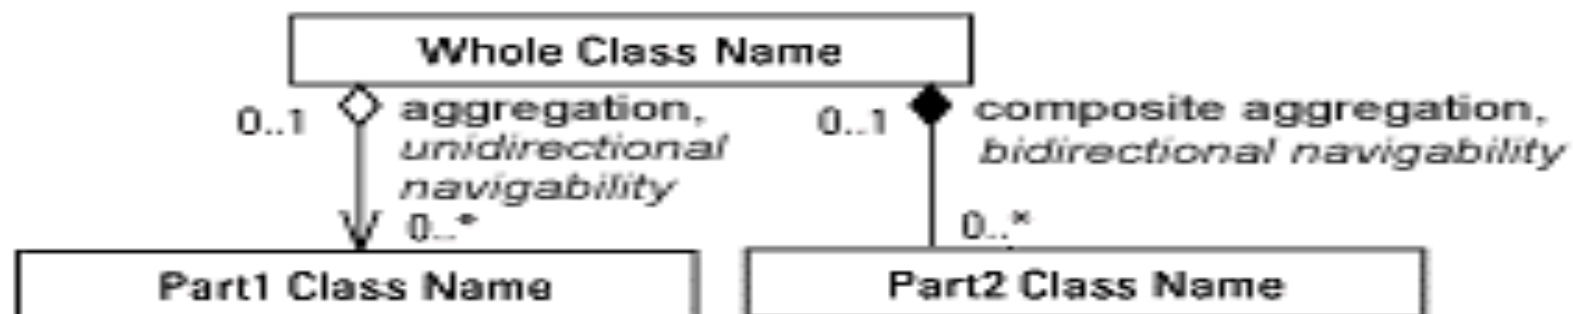 Whole Class Name
0..1
aggregation,
unidirectional
navigability
0..*
0..1
composite aggregation,
bidirectional navigability
0..*
Part1 Class Name
Part2 Class Name